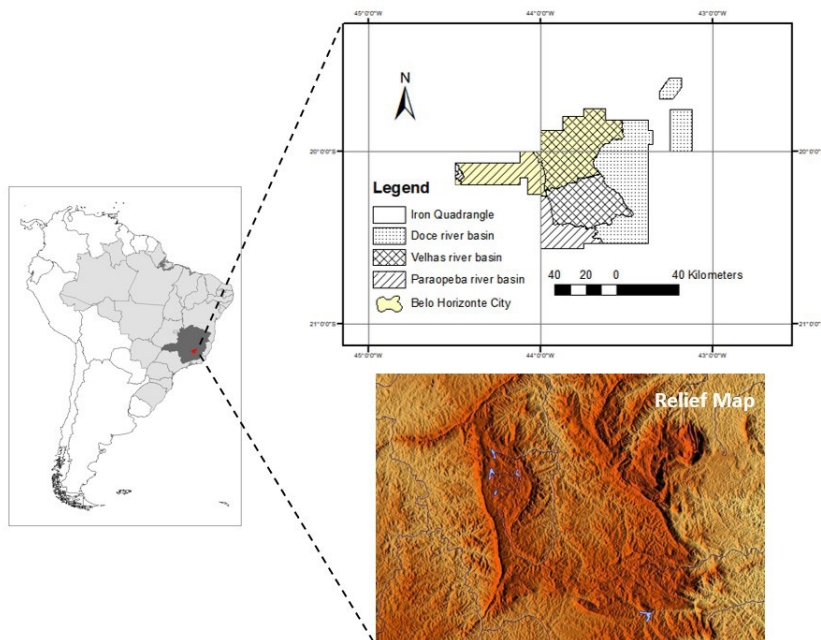 45°0'0"W 44°0'0"W 43°0'0"W
N
20°0'0"S 20°0'0"S
Legend
Iron Quadrangle
Doce river basin
Velhas river basin
Paraopeba river basin
Belo Horizonte City
40 20 0 40 Kilometers
21°0'0"S 21°0'0"S
45°0'0"W 44°0'0"W 43°0'0"W
Relief Map